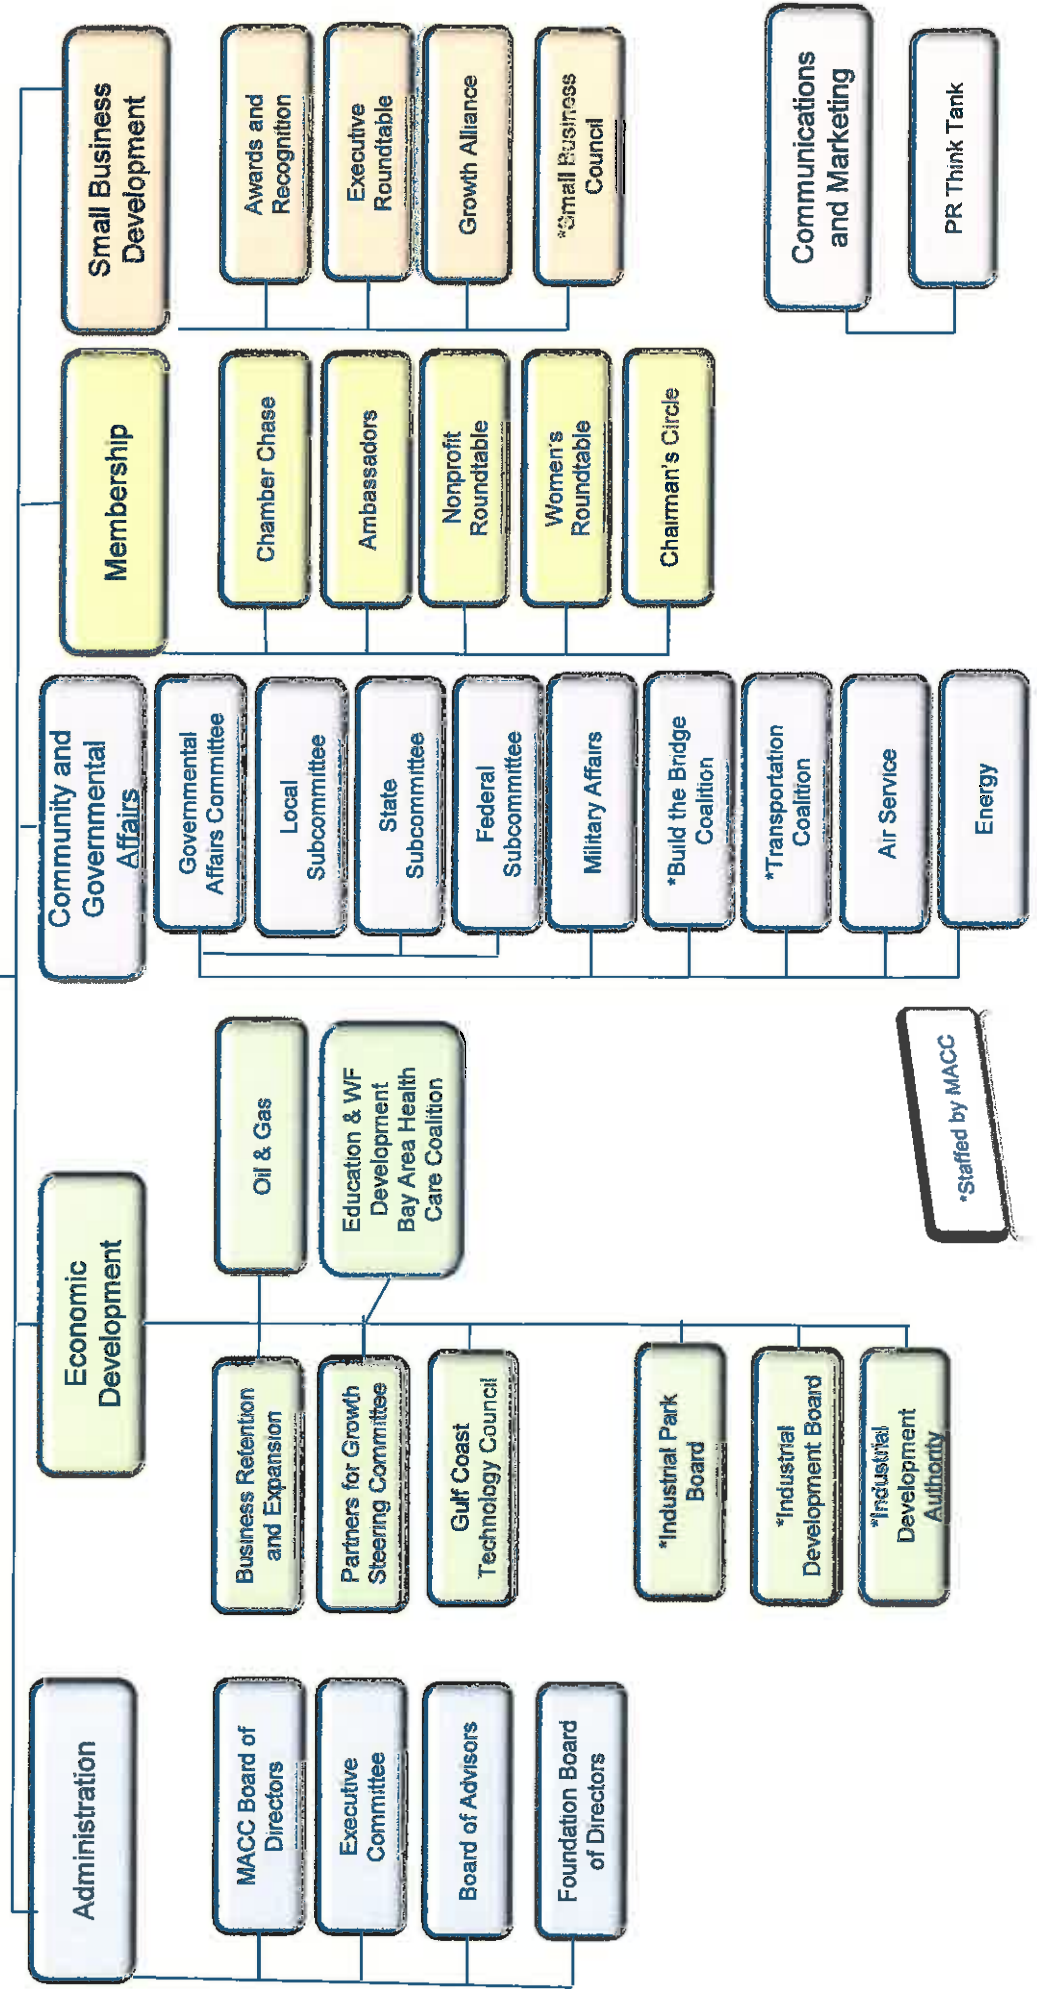 Administration
MACC Board of
Directors
Executive
Committee
Board of Advisors
Foundation Board
of Directors
Economic
Development
Business Retention
and Expansion
Oil & Gas
Partners for Growth
Steering Committee
Education & WF
Development
Bay Area Health
Care Coalition
Gulf Coast
Technology Council
*Industrial Park
Board
*Industrial
Development Board
*Industrial
Development
Authority
Community and
Governmental
Affairs
Governmental
Affairs Committee
Local
Subcommittee
State
Subcommittee
Federal
Subcommittee
Military Affairs
*Build the Bridge
Coalition
*Transportation
Coalition
Air Service
Energy
Membership
Chamber Chase
Ambassadors
Nonprofit
Roundtable
Women's
Roundtable
Chairman's Circle
Small Business
Development
Awards and
Recognition
Executive
Roundtable
Growth Alliance
*Small Business
Council
Communications
and Marketing
PR Think Tank
*Staffed by MACC